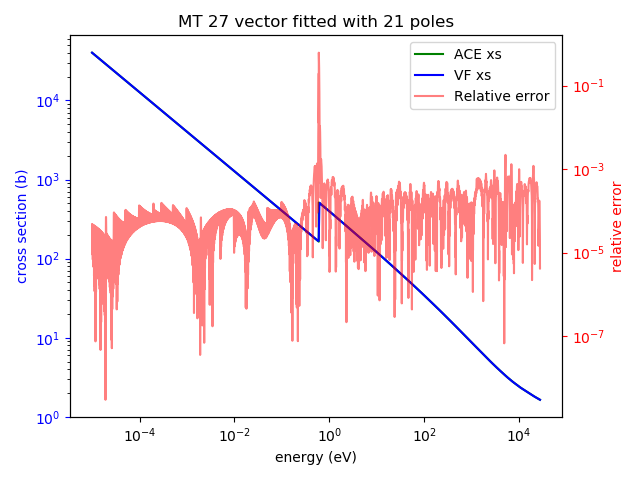 MT 27 vector fitted with 21 poles
ACE xs
VF xs
Relative error
cross section (b)
10^4
10^3
10^2
10^1
10^0
10^-1
10^-3
10^-5
10^-7
relative error
10^-4
10^-2
10^0
10^2
10^4
energy (eV)